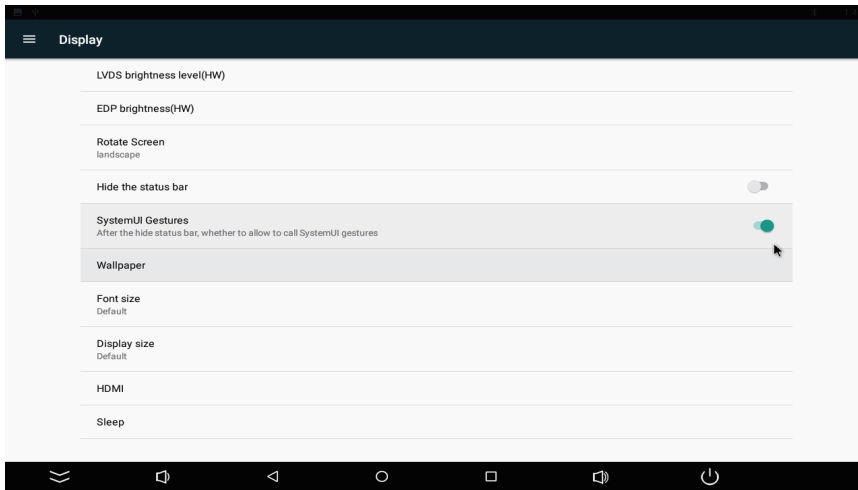 Display
LVDS brightness level(HW)
EDP brightness(HW)
Rotate Screen
landscape
Hide the status bar
SystemUI Gestures
After the hide status bar, whether to allow to call SystemUI gestures
Wallpaper
Font size
Default
Display size
Default
HDMI
Sleep